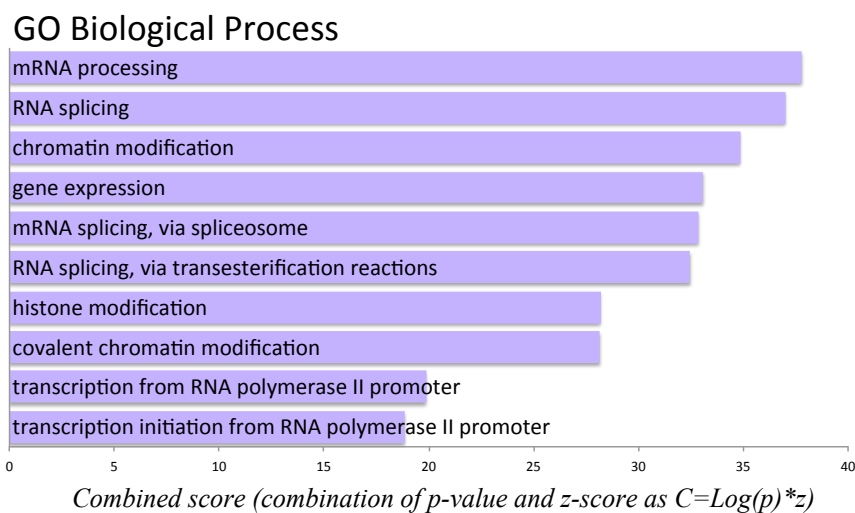 GO Biological Process
mRNA processing
RNA splicing
chromatin modification
gene expression
mRNA splicing, via spliceosome
RNA splicing, via transesterification reactions
histone modification
covalent chromatin modification
transcription from RNA polymerase II promoter
transcription initiation from RNA polymerase II promoter
0 5 10 15 20 25 30 35 40
Combined score (combination of p-value and z-score as C=Log(p)*z)